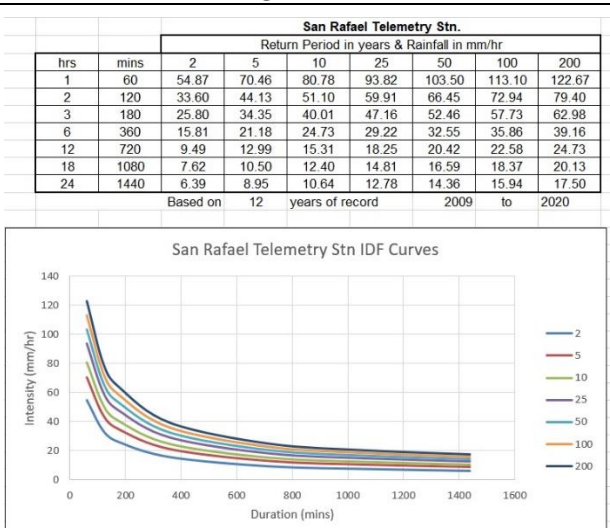 San Rafael Telemetry Stn.
Return Period in years & Rainfall in mm/hr
hrs mins 2 5 10 25 50 100 200
1 60 54.87 70.46 80.78 93.82 103.50 113.10 122.67
2 120 33.60 44.13 51.10 59.91 66.45 72.94 79.40
3 180 25.80 34.35 40.01 47.16 52.46 57.73 62.98
6 360 15.81 21.18 24.73 29.22 32.55 35.86 39.16
12 720 9.49 12.99 15.31 18.25 20.42 22.58 24.73
18 1080 7.62 10.50 12.40 14.81 16.59 18.37 20.13
24 1440 6.39 8.95 10.64 12.78 14.36 15.94 17.50
Based on 12 years of record 2009 to 2020
San Rafael Telemetry Stn IDF Curves
Intensity (mm/hr)
140
120
100
80
60
40
20
0
0 200 400 600 800 1000 1200 1400 1600
Duration (mins)
2
5
10
25
50
100
200